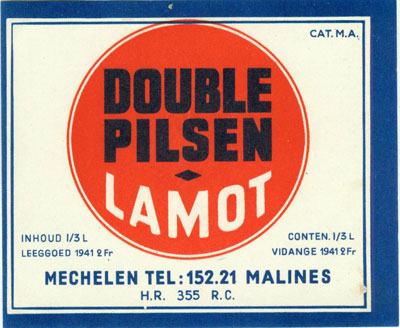 CAT. M.A.
DOUBLE
PILSEN
LAMOT
INHOUD 1/3 L
LEEGGOED 1941 2 Fr
CONTEN. 1/3 L
VIDANGE 1941 2 Fr
MECHELEN TEL: 152.21 MALINES
H.R. 355 R.C.